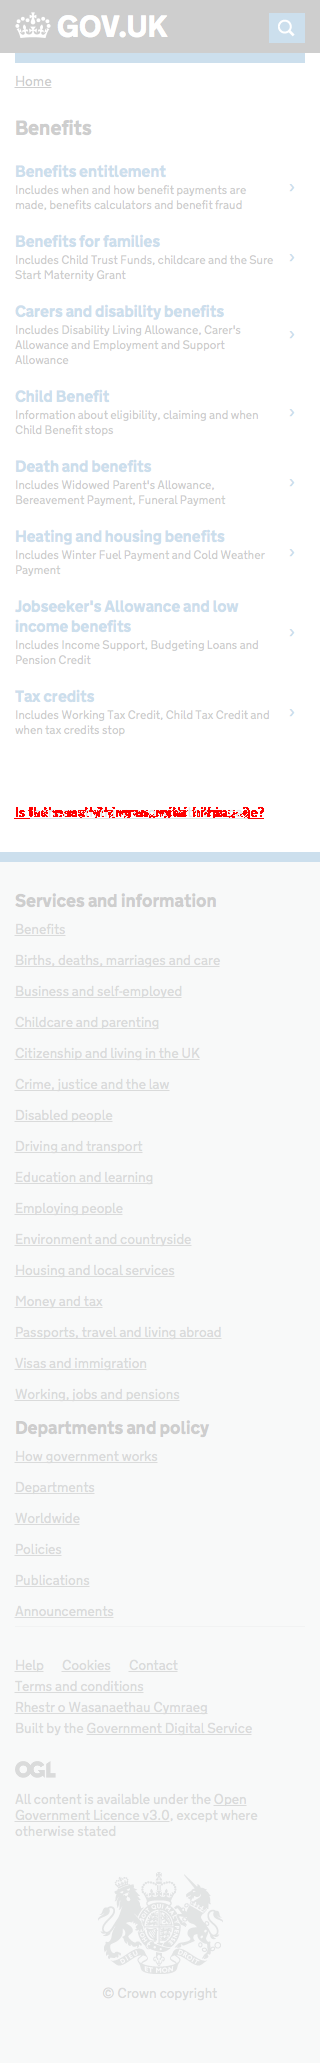 GOV.UK
Home
Benefits
Benefits entitlement
Includes when and how benefit payments are
made, benefits calculators and benefit fraud
Benefits for families
Includes Child Trust Funds, childcare and the Sure
Start Maternity Grant
Carers and disability benefits
Includes Disability Living Allowance, Carer's
Allowance and Employment and Support
Allowance
Child Benefit
Information about eligibility, claiming and when
Child Benefit stops
Death and benefits
Includes Widowed Parent's Allowance,
Bereavement Payment, Funeral Payment
Heating and housing benefits
Includes Winter Fuel Payment and Cold Weather
Payment
Jobseeker's Allowance and low
income benefits
Includes Income Support, Budgeting Loans and
Pension Credit
Tax credits
Includes Working Tax Credit, Child Tax Credit and
when tax credits stop
Is
Services and information
Benefits
Births, deaths, marriages and care
Business and self-employed
Childcare and parenting
Citizenship and living in the UK
Crime, justice and the law
Disabled people
Driving and transport
Education and learning
Employing people
Environment and countryside
Housing and local services
Money and tax
Passports, travel and living abroad
Visas and immigration
Working, jobs and pensions
Departments and policy
How government works
Departments
Worldwide
Policies
Publications
Announcements
Help Cookies Contact
Terms and conditions
Rhestr o Wasanaethau Cymraeg
Built by the Government Digital Service
OGL
All content is available under the Open
Government Licence v3.0, except where
otherwise stated
© Crown copyright